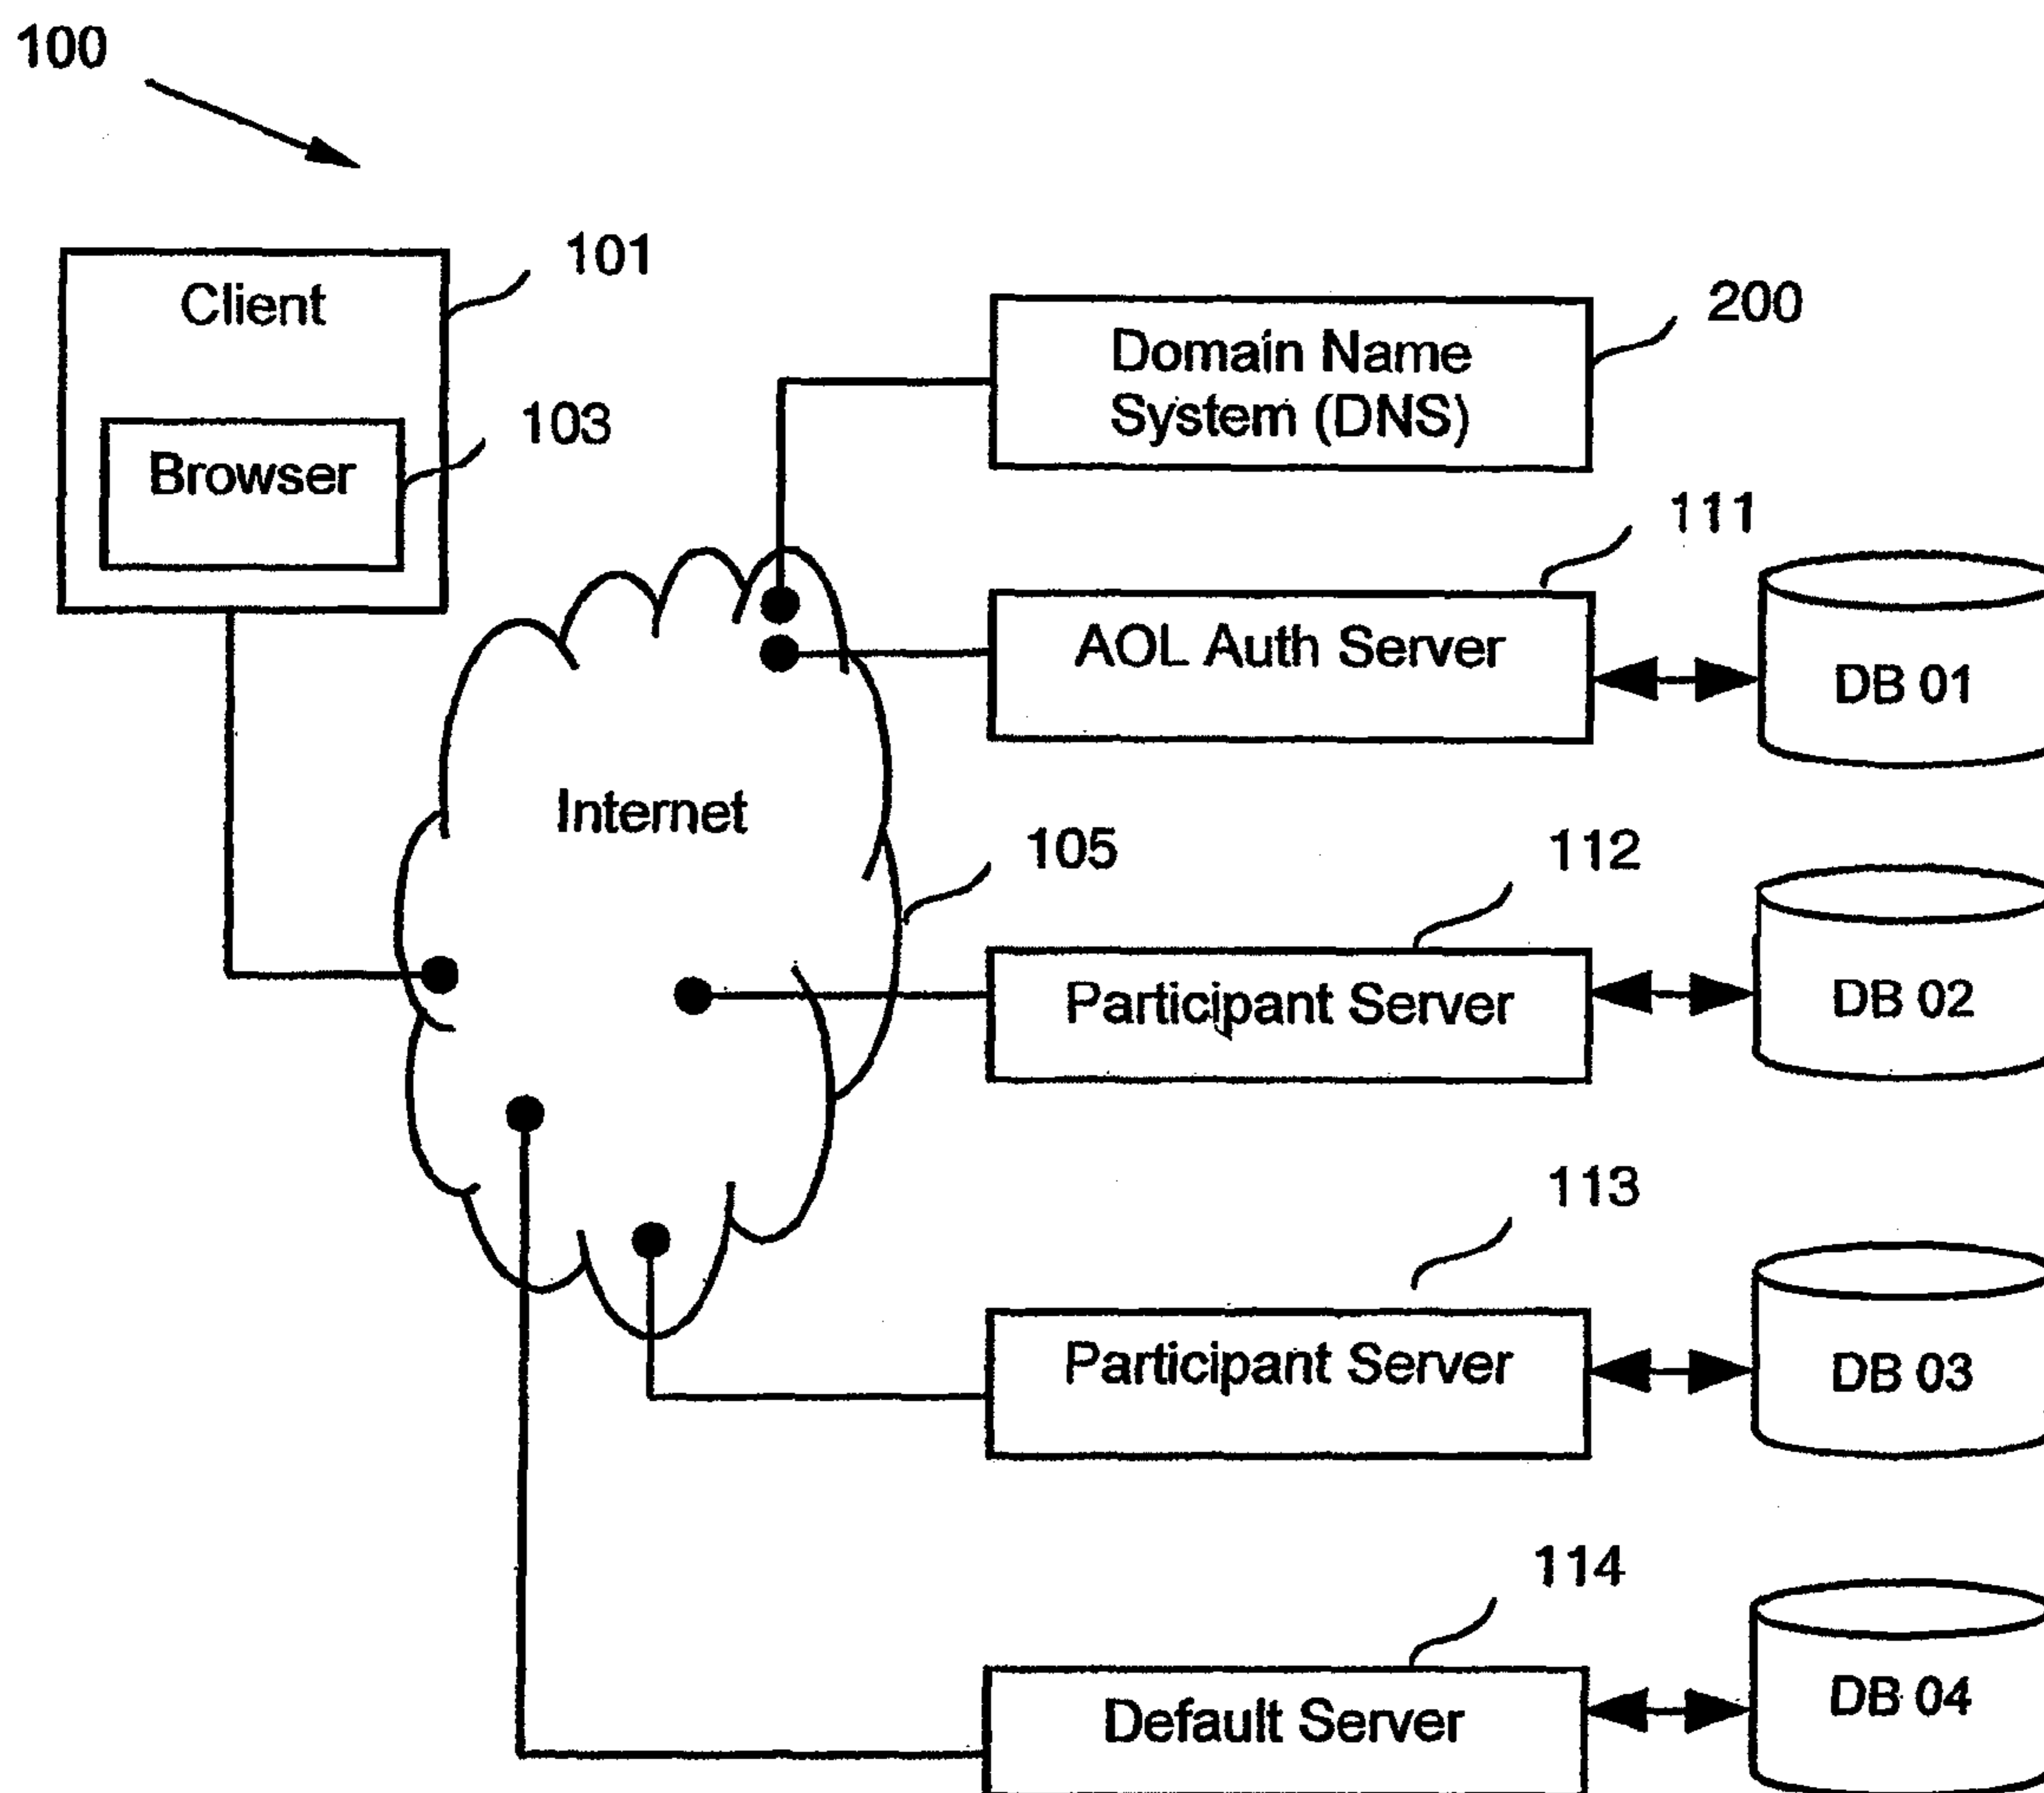 100
101
Client
200
Domain Name
System (DNS)
103
Browser
111
AOL Auth Server
DB 01
Internet
105
112
Participant Server
DB 02
113
Participant Server
DB 03
114
Default Server
DB 04